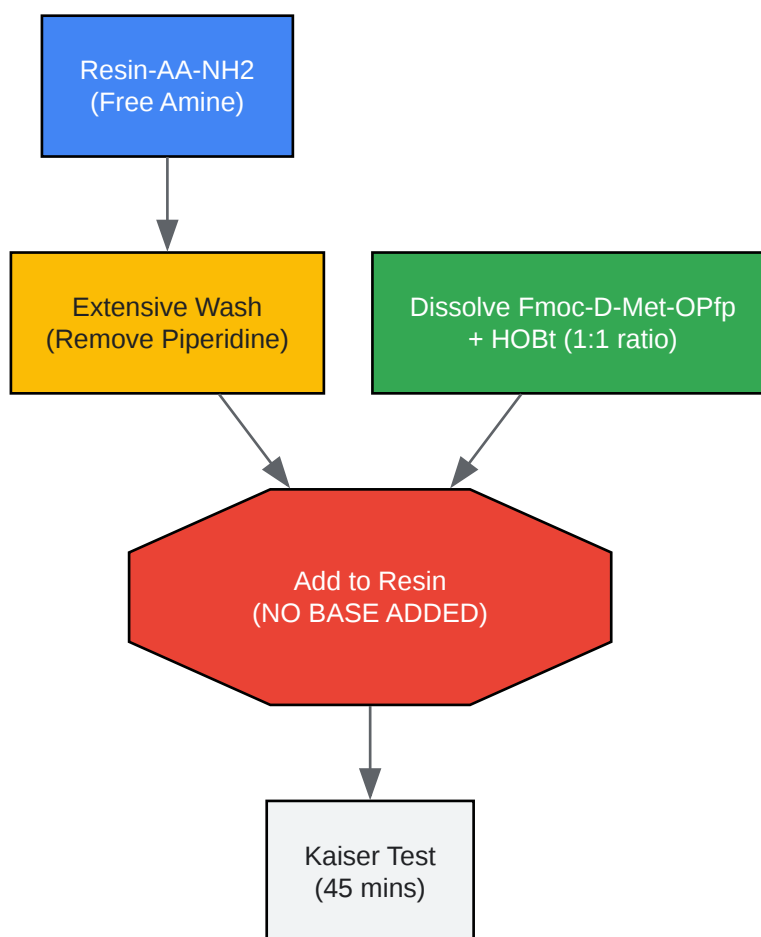 Resin-AA-NH2
(Free Amine)
Extensive Wash
(Remove Piperidine)
Dissolve Fmoc-D-Met-OPfp
+ HOBt (1:1 ratio)
Add to Resin
(NO BASE ADDED)
Kaiser Test
(45 mins)